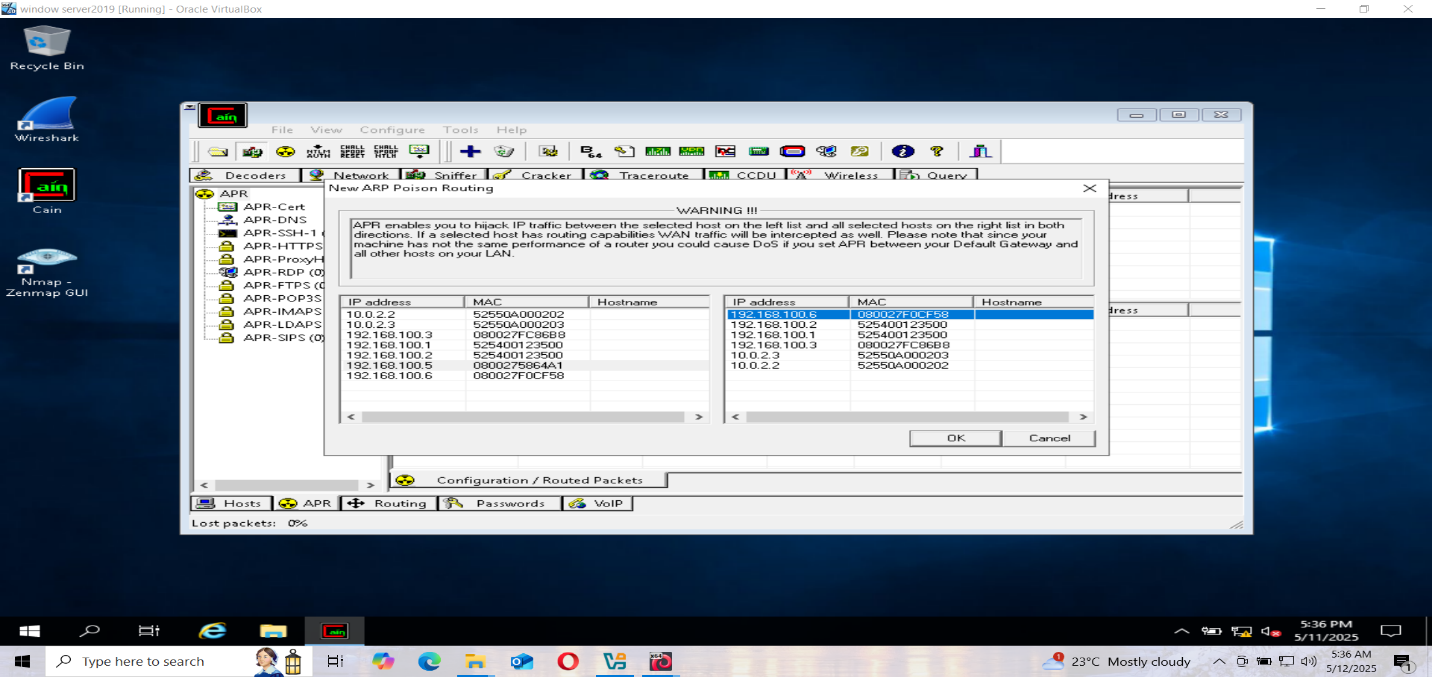 window server2019 [Running] - Oracle VirtualBox
Recycle Bin
Wireshark
Cain
Nmap -
Zenmap GUI
Cain
File View Configure Tools Help
NTLM AUTH CHALL SPOOF RESET CHALL SPOOF NTLM B 64
Decoders Network Sniffer Cracker Traceroute CCDU Wireless Query
APR
APR-Cert
APR-DNS
APR-SSH-1 (
APR-HTTPS
APR-ProxyH
APR-RDP (0)
APR-FTPS (
APR-POP3S
APR-IMAPS
APR-LDAPS
APR-SIPS (0)
New ARP Poison Routing
WARNING !!!
APR enables you to hijack IP traffic between the selected host on the left list and all selected hosts on the right list in both
directions. If a selected host has routing capabilities WAN traffic will be intercepted as well. Please note that since your
machine has not the same performance of a router you could cause DoS if you set APR between your Default Gateway and
all other hosts on your LAN.
IP address MAC Hostname
10.0.2.2 52550A000202
10.0.2.3 52550A000203
192.168.100.3 080027FC86B8
192.168.100.1 525400123500
192.168.100.2 525400123500
192.168.100.5 0800275864A1
192.168.100.6 080027F0CF58
IP address MAC Hostname
192.168.100.6 080027F0CF58
192.168.100.2 525400123500
192.168.100.1 525400123500
192.168.100.3 080027FC86B8
10.0.2.3 52550A000203
10.0.2.2 52550A000202
OK Cancel
dress
dress
Configuration / Routed Packets
Hosts APR Routing Passwords VoIP
Lost packets: 0%
5:36 PM
5/11/2025
Type here to search
23°C Mostly cloudy
5:36 AM
5/12/2025